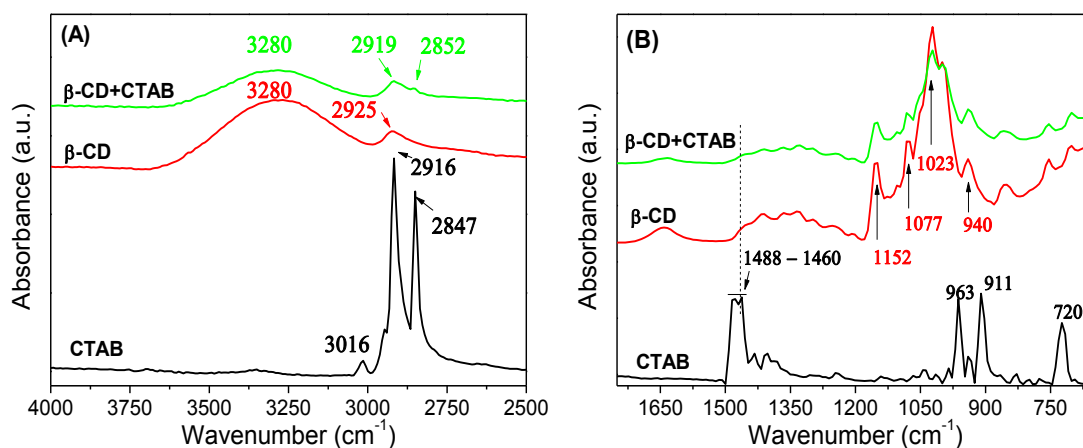 (A)
3280
2919
2852
β-CD+CTAB
3280
2925
β-CD
2916
2847
3016
CTAB
4000 3750 3500 3250 3000 2750 2500
Wavenumber (cm⁻¹)
Absorbance (a.u.)
(B)
β-CD+CTAB
1023
β-CD
1077
940
1152
1488 – 1460
963
911
720
CTAB
1650 1500 1350 1200 1050 900 750
Wavenumber (cm⁻¹)
Absorbance (a.u.)